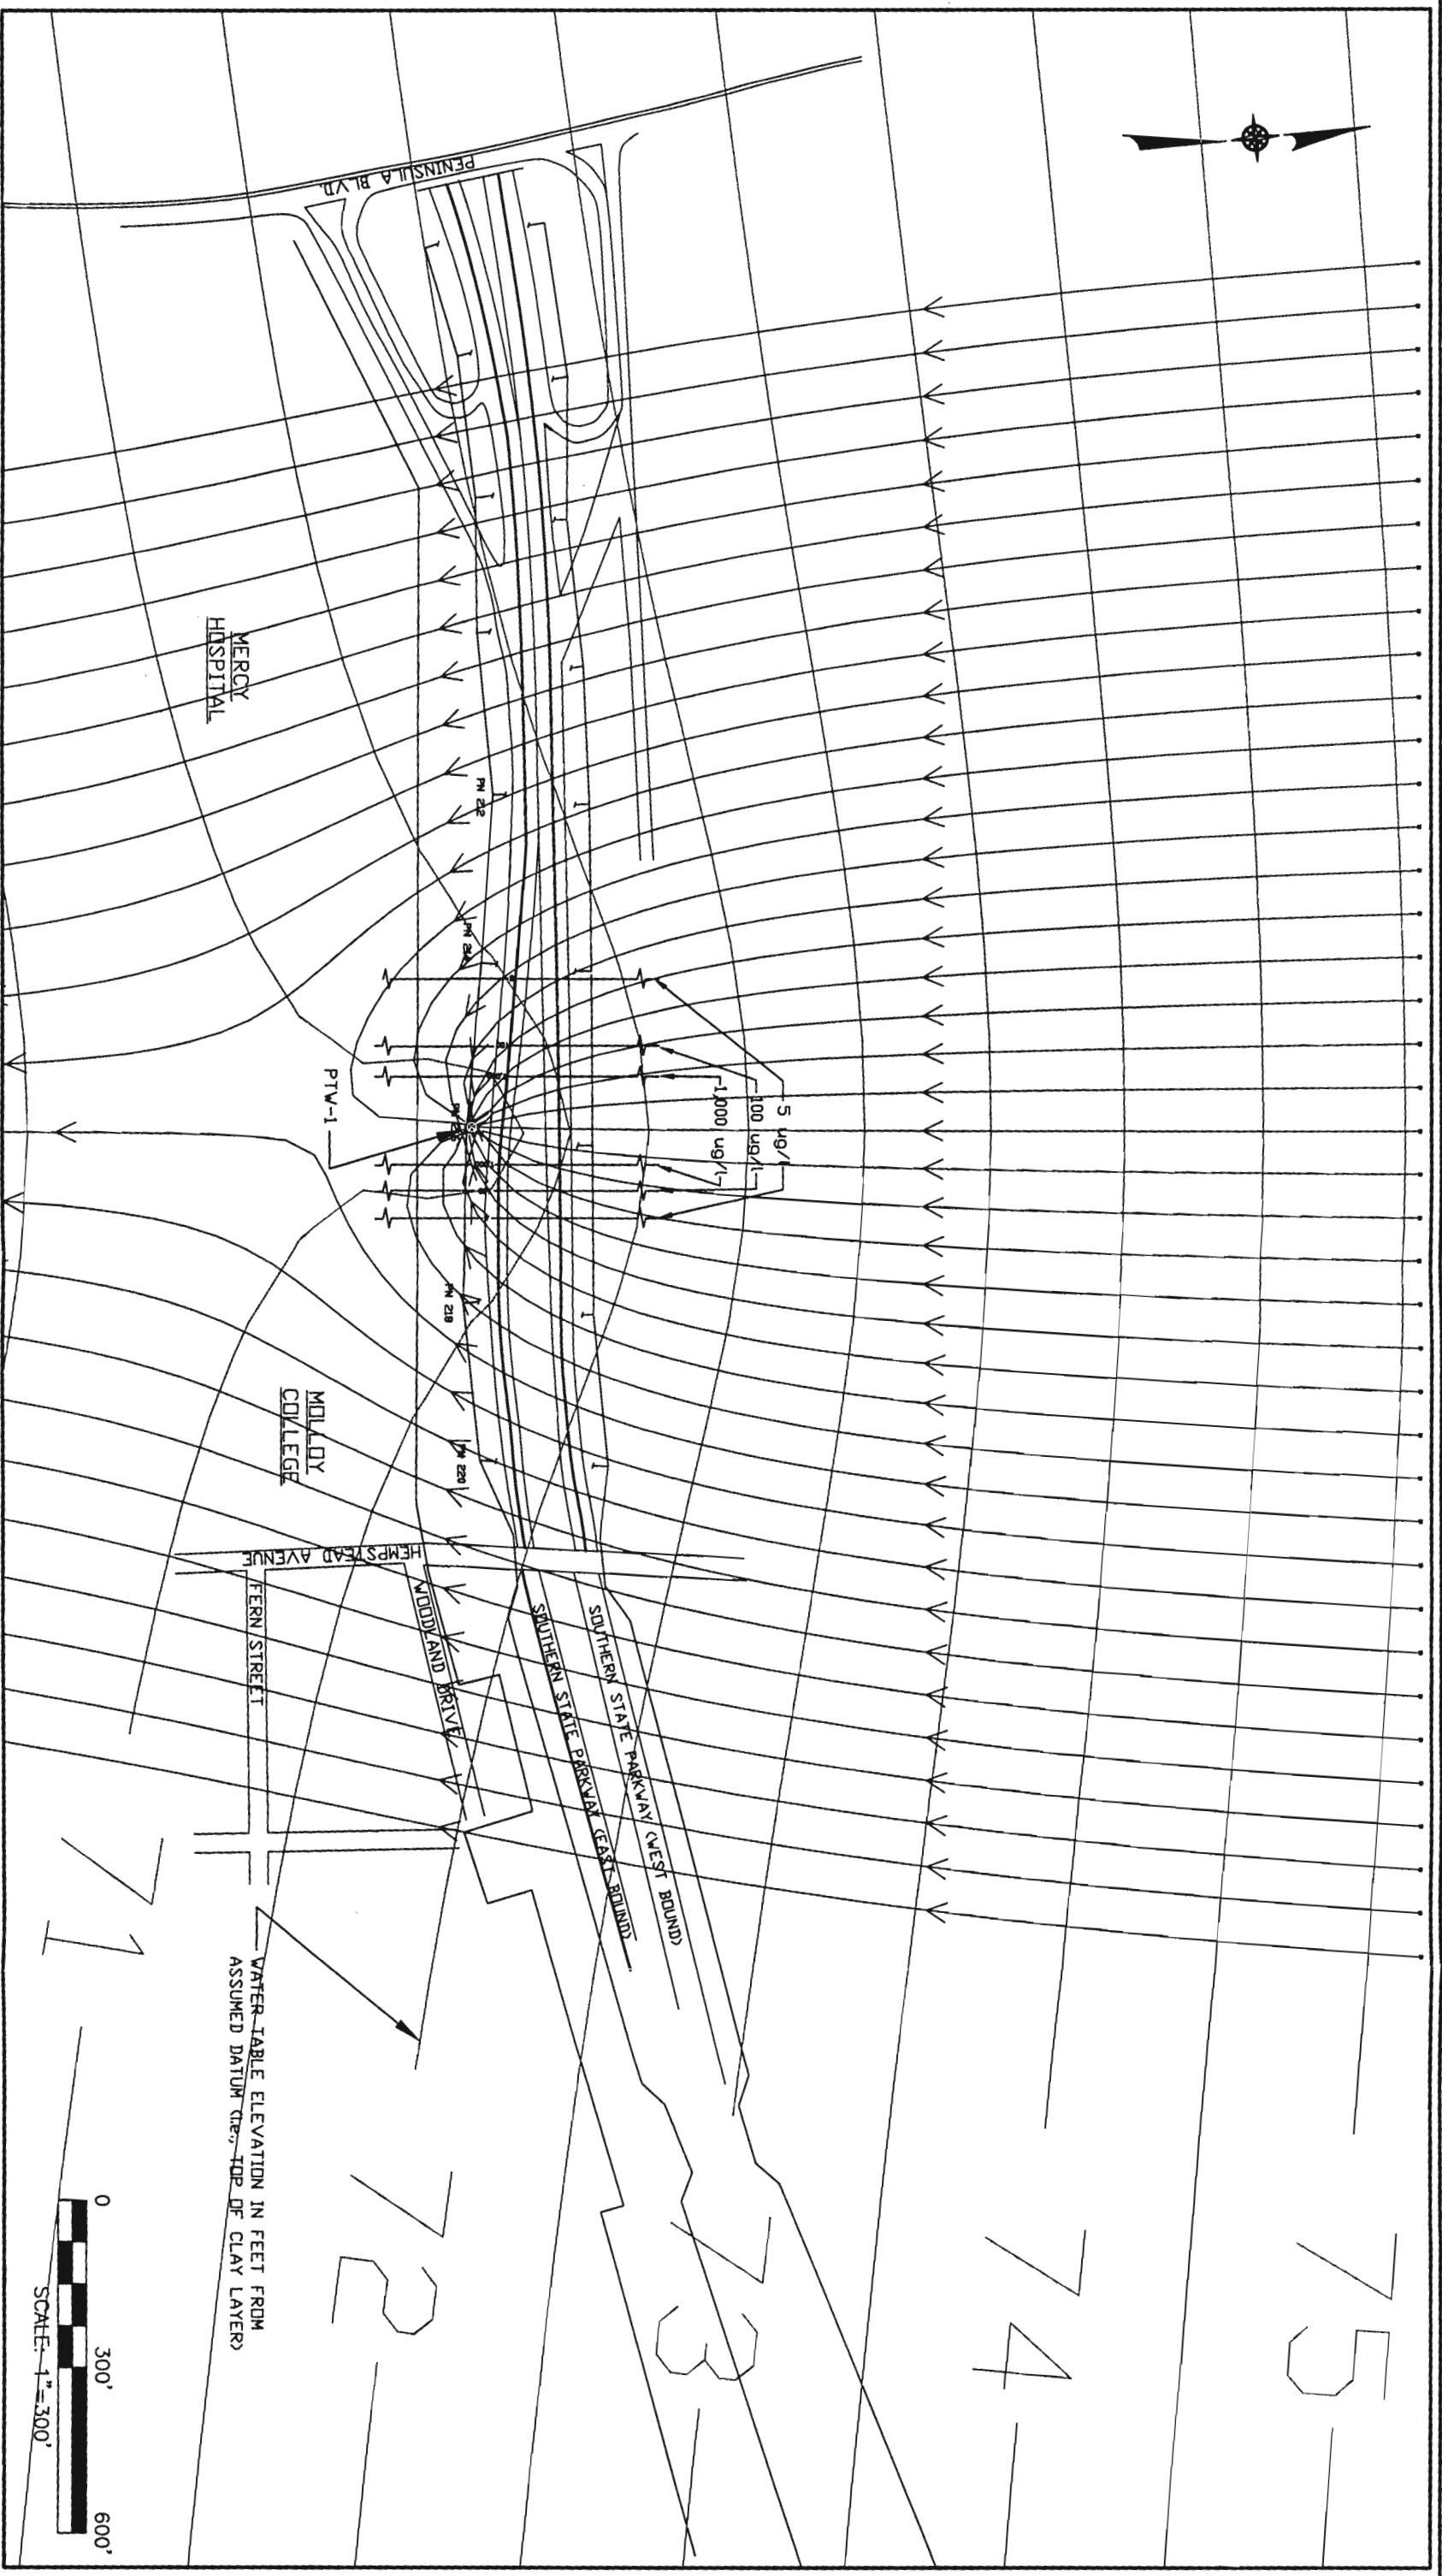 PENINSULA BLVD.
MERCY
HOSPITAL
PW 212
PTW-1
5 ug/l
100 ug/l
1,000 ug/l
PW 218
PW 220
MOLLOY
COLLEGE
HEMPSTEAD AVENUE
FERN STREET
WOODLAND DRIVE
SOUTHERN STATE PARKWAY (WEST BOUND)
SOUTHERN STATE PARKWAY (EAST BOUND)
75
74
73
72
71
WATER TABLE ELEVATION IN FEET FROM
ASSUMED DATUM (I.e., TOP OF CLAY LAYER)
0 300' 600'
SCALE: 1"=300'